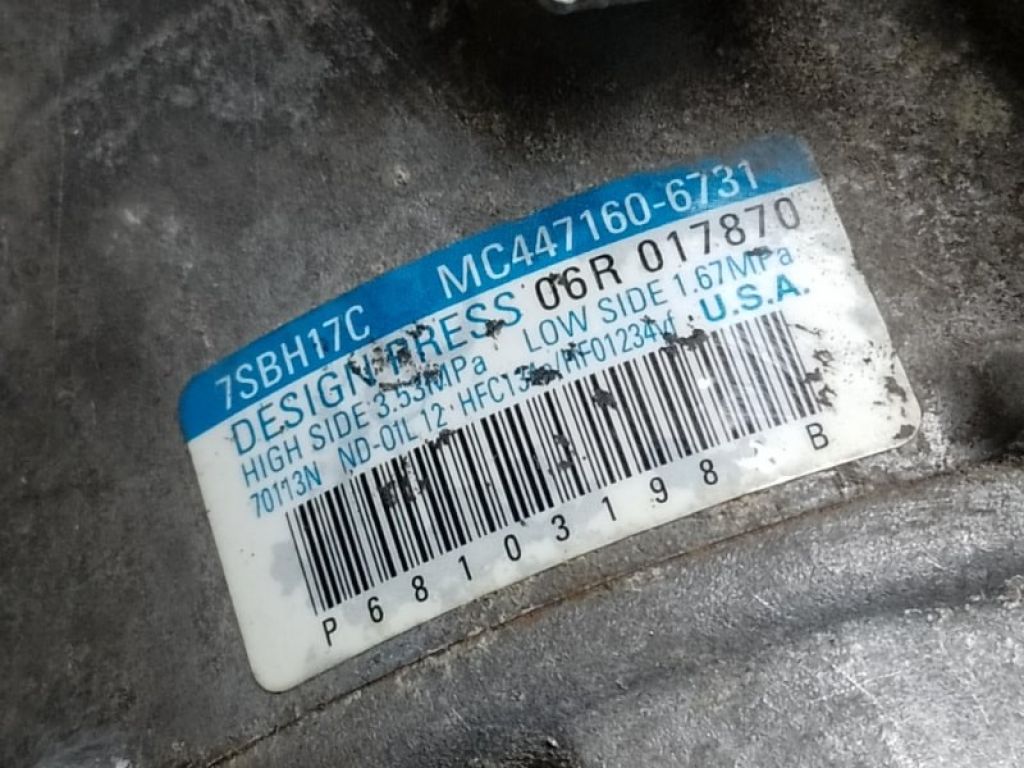 7SBH17C MC447160-6731
DESIGN PRESS 06R 017870
HIGH SIDE 3.53MPa LOW SIDE 1.67MPa
70113N ND-OIL 12 HFC134a/HFO1234yf U.S.A.
P68103198 B